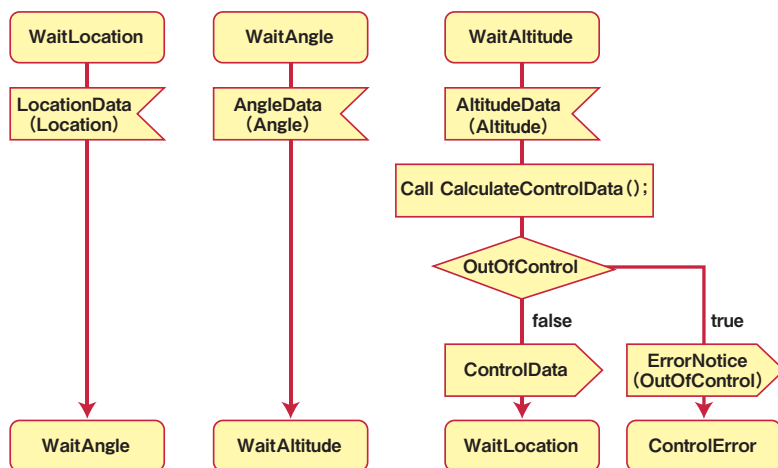 WaitLocation
WaitAngle
WaitAltitude
LocationData
(Location)
AngleData
(Angle)
AltitudeData
(Altitude)
Call CalculateControlData();
OutOfControl
false
true
ControlData
ErrorNotice
(OutOfControl)
WaitAngle
WaitAltitude
WaitLocation
ControlError